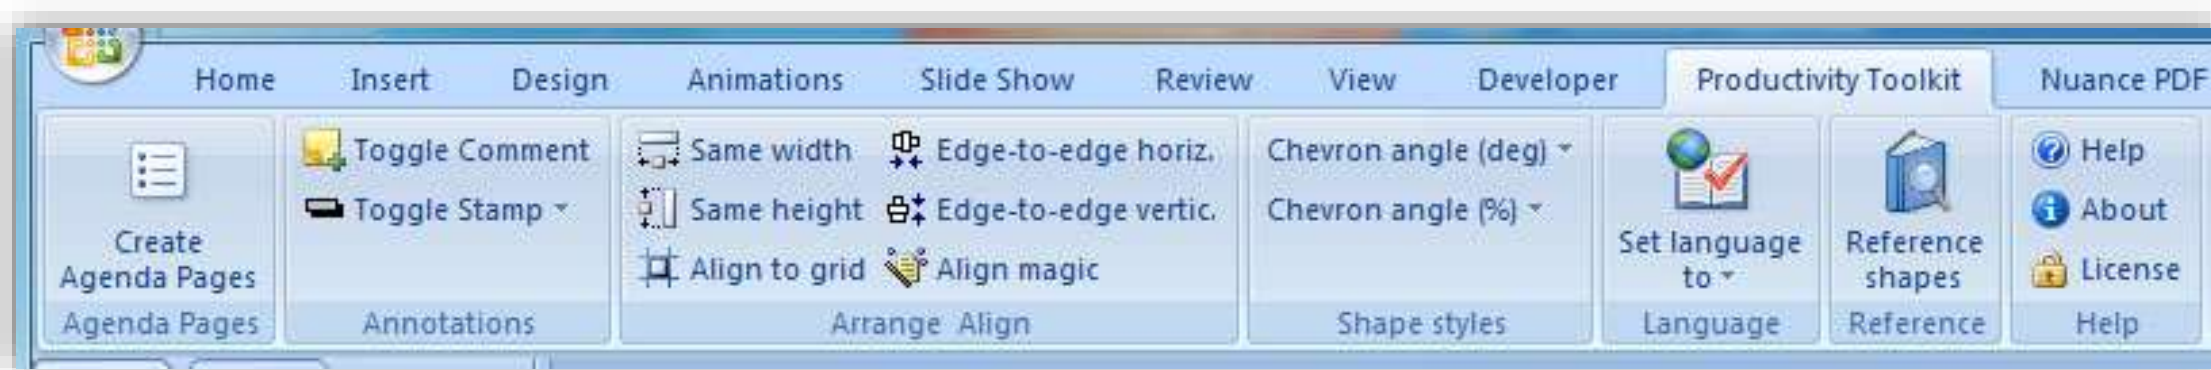 Home Insert Design Animations Slide Show Review View Developer Productivity Toolkit Nuance PDF
Create
Agenda Pages
Agenda Pages
Toggle Comment
Toggle Stamp
Annotations
Same width
Same height
Align to grid
Edge-to-edge horiz.
Edge-to-edge vertic.
Align magic
Arrange Align
Chevron angle (deg)
Chevron angle (%)
Shape styles
Set language
to
Language
Reference
shapes
Reference
Help
About
License
Help